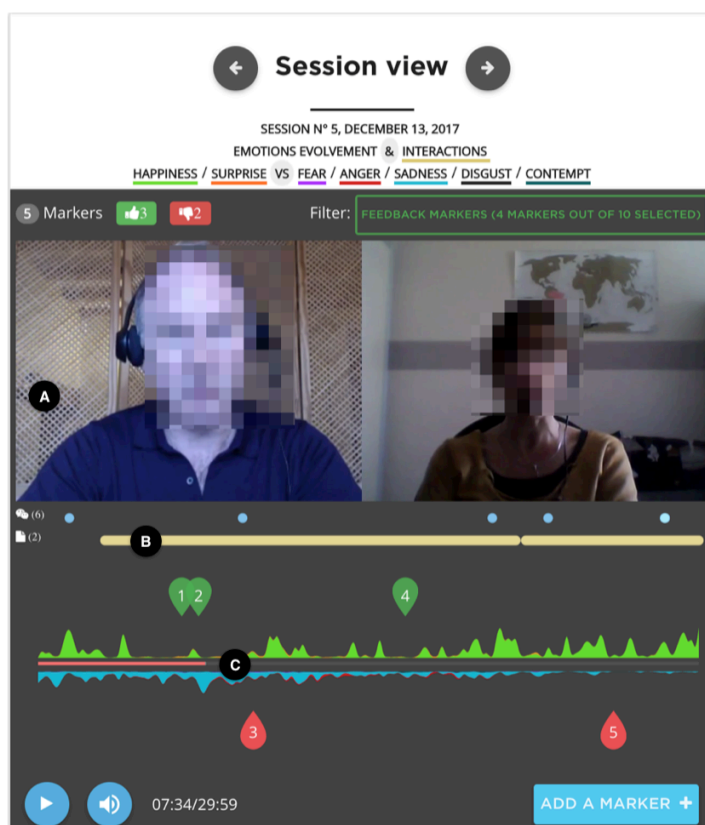 Session view
SESSION N° 5, DECEMBER 13, 2017
EMOTIONS EVOLVEMENT & INTERACTIONS
HAPPINESS / SURPRISE VS FEAR / ANGER / SADNESS / DISGUST / CONTEMPT
5 Markers 3 2 Filter: FEEDBACK MARKERS (4 MARKERS OUT OF 10 SELECTED)
A
(6)
(2) B
1 2 4
C
3 5
07:34/29:59 ADD A MARKER +